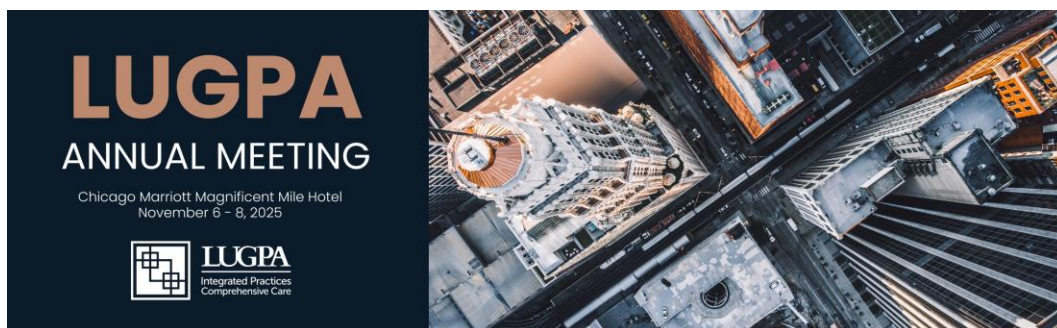 LUGPA
ANNUAL MEETING
Chicago Marriott Magnificent Mile Hotel
November 6 - 8, 2025
LUGPA
Integrated Practices
Comprehensive Care